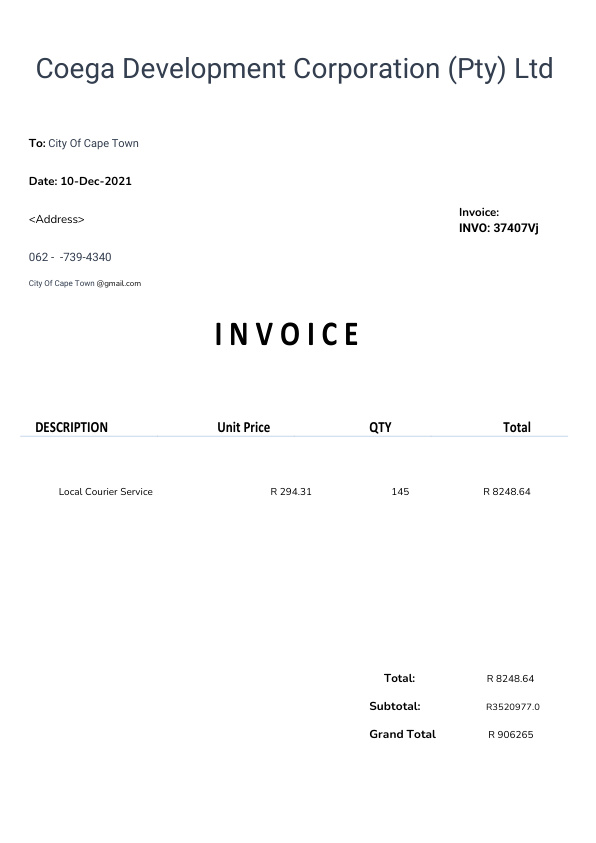 Coega Development Corporation (Pty) Ltd
To: City Of Cape Town
Date: 10-Dec-2021
<Address>
Invoice:
INVO: 37407Vj
062 -  -739-4340
City Of Cape Town @gmail.com
INVOICE
DESCRIPTION Unit Price QTY Total
Local Courier Service R 294.31 145 R 8248.64
Total: R 8248.64
Subtotal: R3520977.0
Grand Total R 906265